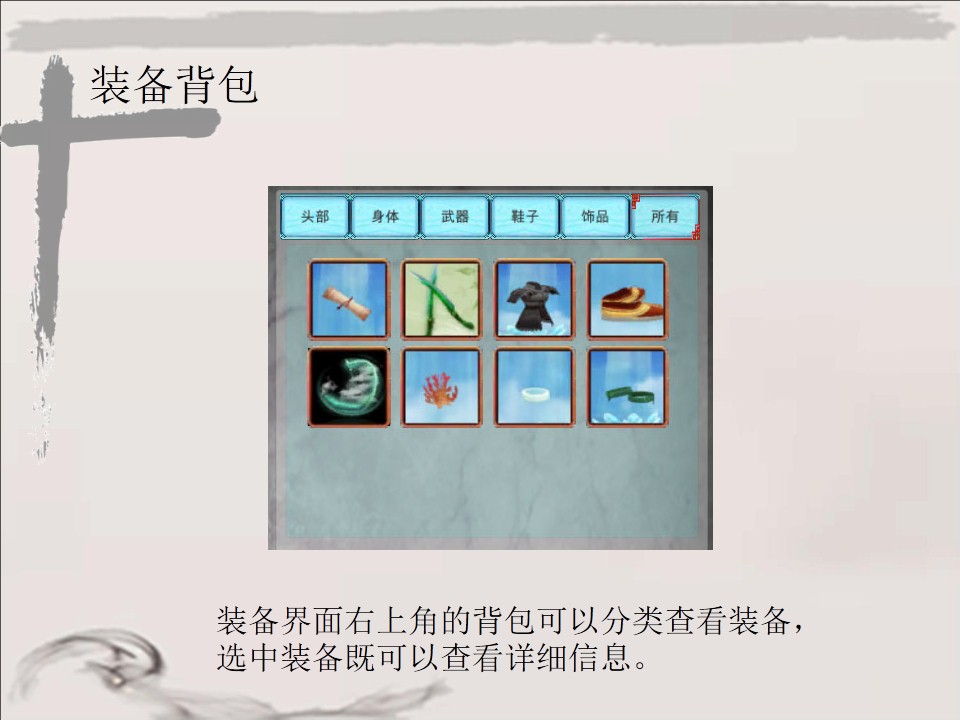 装备背包
头部 身体 武器 鞋子 饰品 所有
装备界面右上角的背包可以分类查看装备，
选中装备既可以查看详细信息。